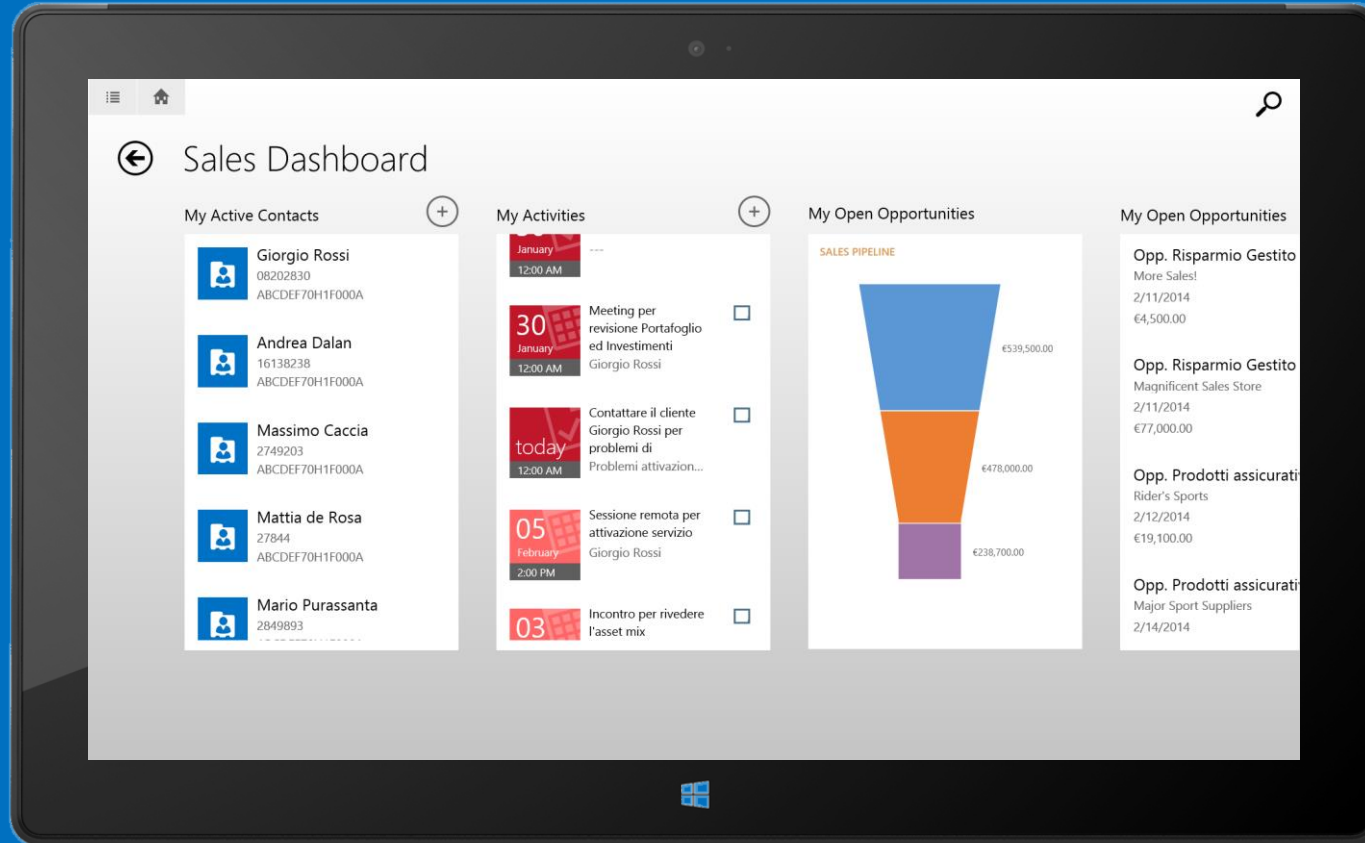 Sales Dashboard
My Active Contacts
Giorgio Rossi
08202830
ABCDEF70H1F000A
Andrea Dalan
16138238
ABCDEF70H1F000A
Massimo Caccia
2749203
ABCDEF70H1F000A
Mattia de Rosa
27844
ABCDEF70H1F000A
Mario Purassanta
2849893
My Activities
January
12:00 AM
---
30
January
12:00 AM
Meeting per
revisione Portafoglio
ed Investimenti
Giorgio Rossi
today
12:00 AM
Contattare il cliente
Giorgio Rossi per
problemi di
Problemi attivazion...
05
February
2:00 PM
Sessione remota per
attivazione servizio
Giorgio Rossi
03
Incontro per rivedere
l'asset mix
My Open Opportunities
SALES PIPELINE
€539,500.00
€478,000.00
€238,700.00
My Open Opportunities
Opp. Risparmio Gestito
More Sales!
2/11/2014
€4,500.00
Opp. Risparmio Gestito
Magnificent Sales Store
2/11/2014
€77,000.00
Opp. Prodotti assicurati
Rider's Sports
2/12/2014
€19,100.00
Opp. Prodotti assicurati
Major Sport Suppliers
2/14/2014